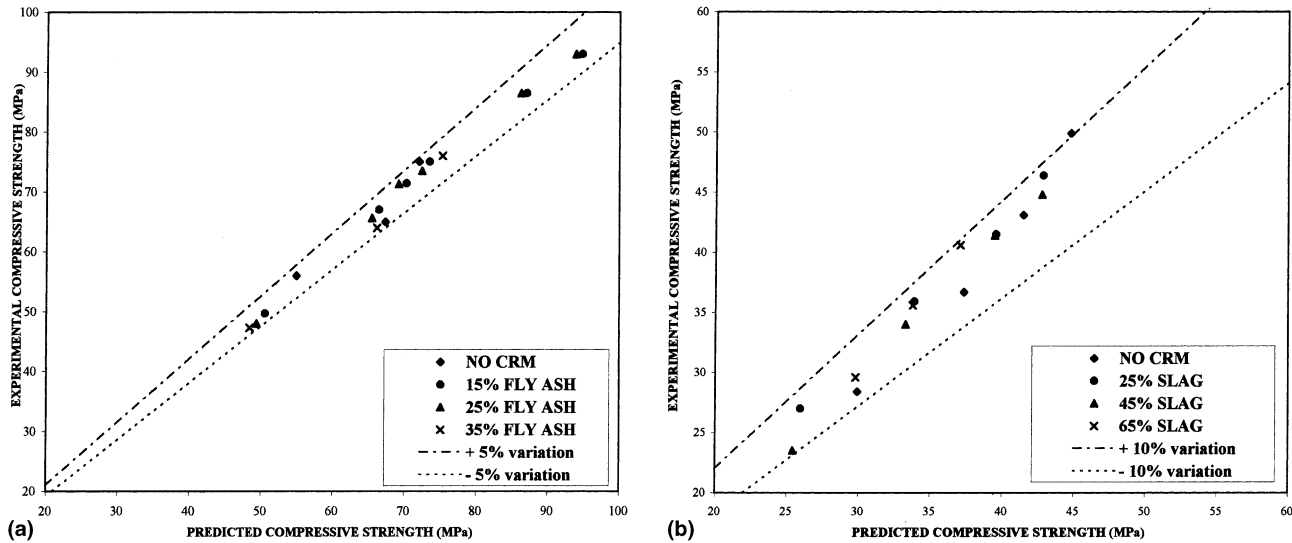 EXPERIMENTAL COMPRESSIVE STRENGTH (MPa)
100
90
80
70
60
50
40
30
20
20 30 40 50 60 70 80 90 100
PREDICTED COMPRESSIVE STRENGTH (MPa)
NO CRM
15% FLY ASH
25% FLY ASH
35% FLY ASH
+ 5% variation
- 5% variation
(a)
EXPERIMENTAL COMPRESSIVE STRENGTH (MPa)
60
55
50
45
40
35
30
25
20
20 25 30 35 40 45 50 55 60
PREDICTED COMPRESSIVE STRENGTH (MPa)
NO CRM
25% SLAG
45% SLAG
65% SLAG
+ 10% variation
- 10% variation
(b)